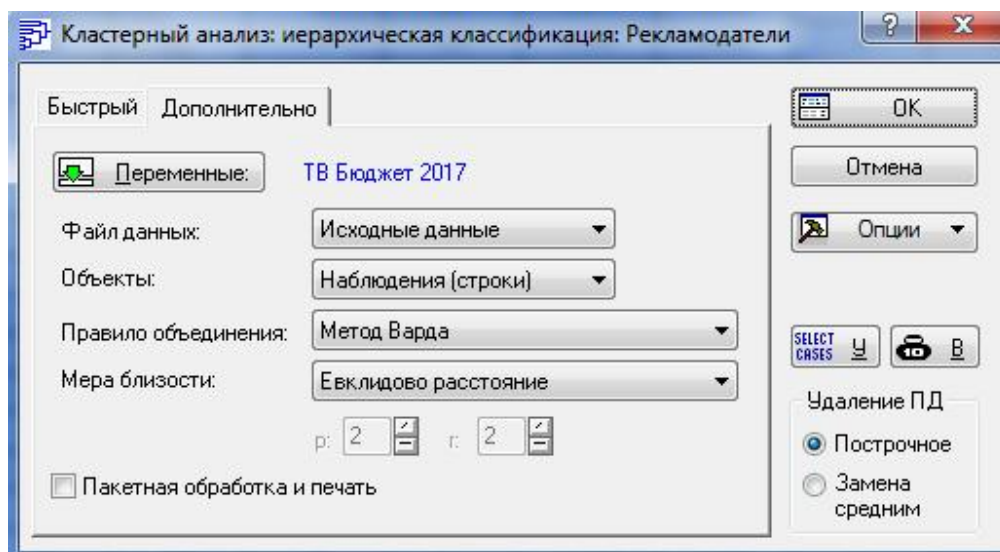 Кластерный анализ: иерархическая классификация: Рекламодатели
? X
Быстрый Дополнительно
Переменные: ТВ Бюджет 2017
Файл данных: Исходные данные
Объекты: Наблюдения (строки)
Правило объединения: Метод Варда
Мера близости: Евклидово расстояние
p: 2 r: 2
Пакетная обработка и печать
OK
Отмена
Опции
SELECT CASES У В
Удаление ПД
Построчное
Замена
средним